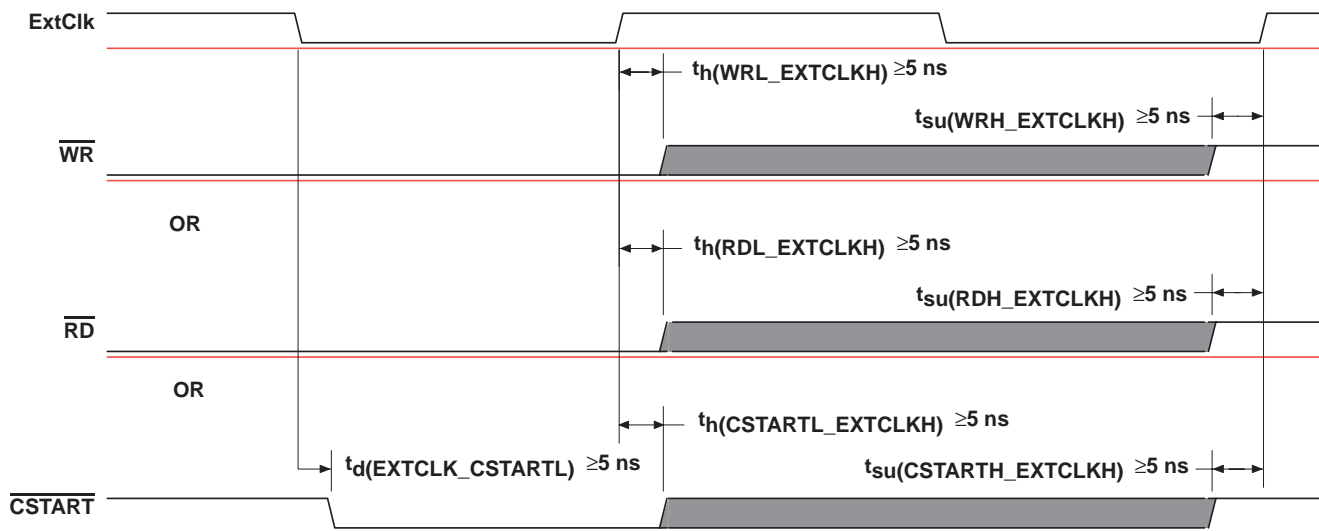 ExtClk
th(WRL_EXTCLKH) ≥5 ns
tsu(WRH_EXTCLKH) ≥5 ns
WR
OR
th(RDL_EXTCLKH) ≥5 ns
tsu(RDH_EXTCLKH) ≥5 ns
RD
OR
th(CSTARTL_EXTCLKH) ≥5 ns
td(EXTCLK_CSTARTL) ≥5 ns
tsu(CSTARTH_EXTCLKH) ≥5 ns
CSTART